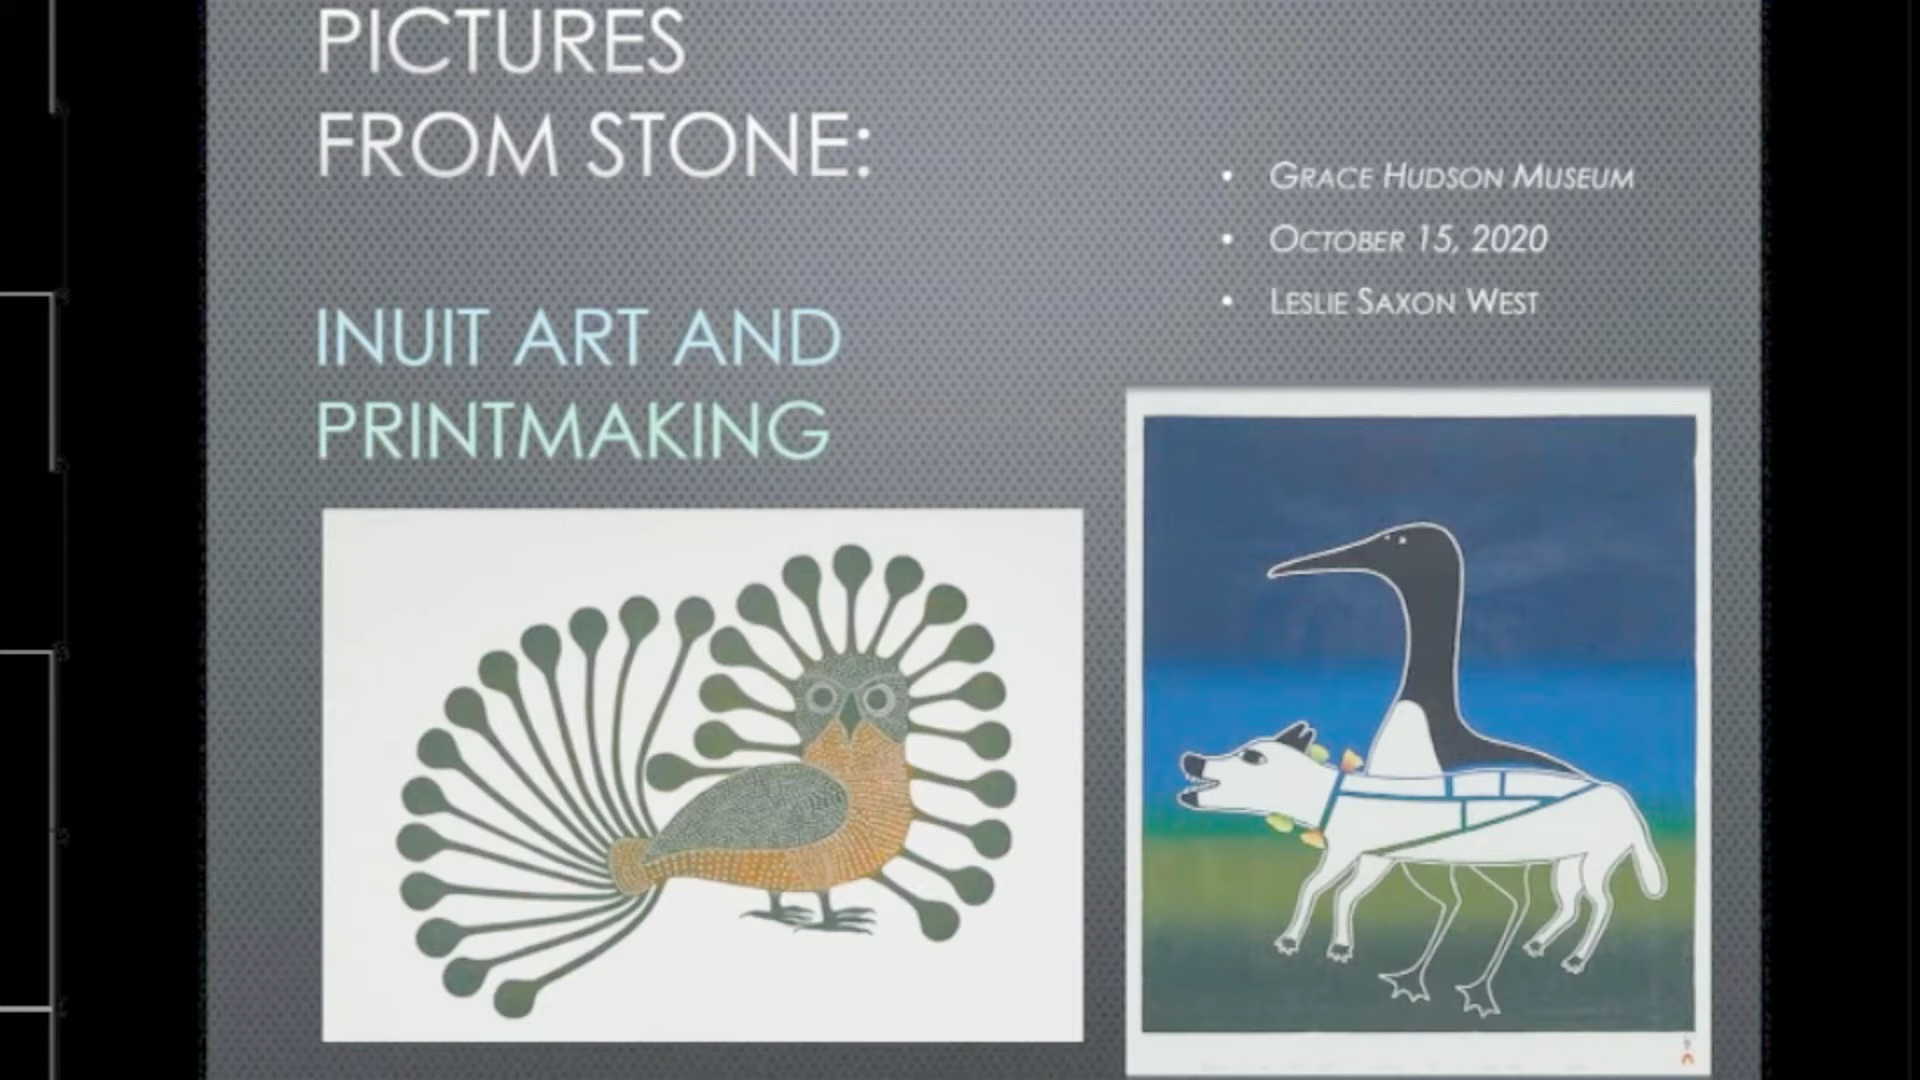 PICTURES
FROM STONE:
INUIT ART AND
PRINTMAKING
• GRACE HUDSON MUSEUM
• OCTOBER 15, 2020
• LESLIE SAXON WEST